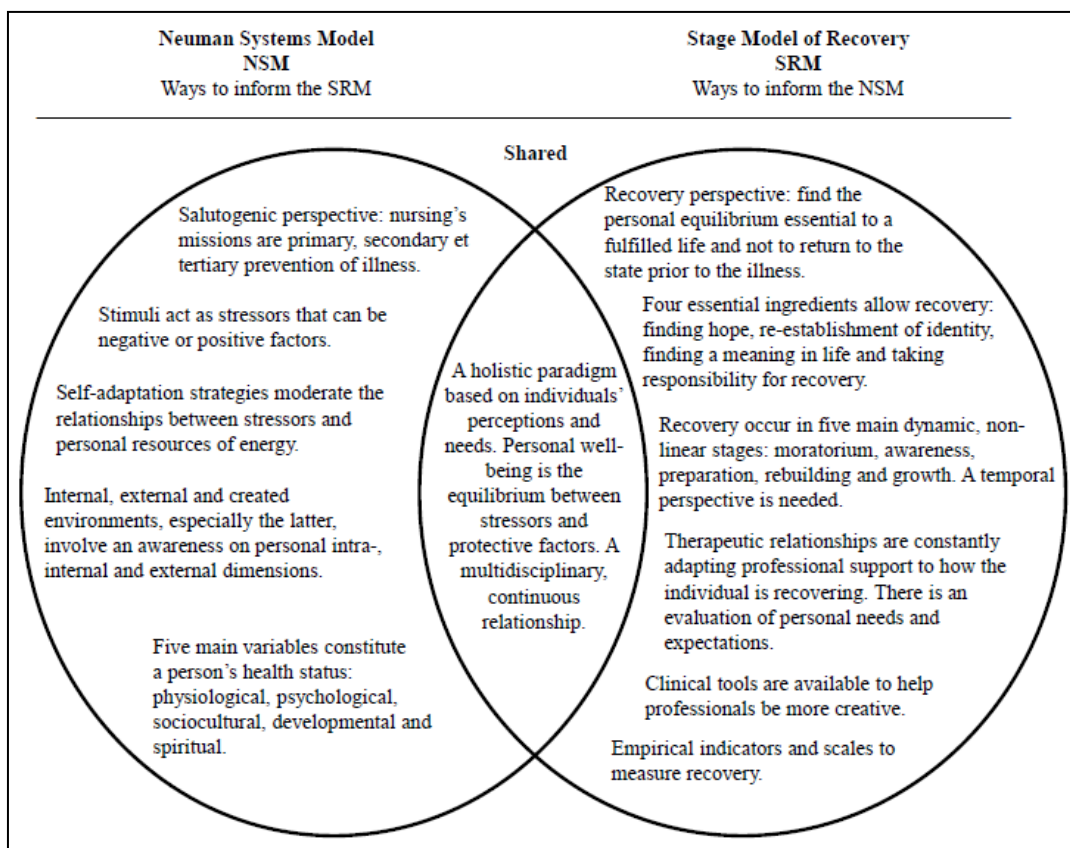 Neuman Systems Model
NSM
Ways to inform the SRM
Stage Model of Recovery
SRM
Ways to inform the NSM
Shared
Salutogenic perspective: nursing's
missions are primary, secondary et
tertiary prevention of illness.
Stimuli act as stressors that can be
negative or positive factors.
Self-adaptation strategies moderate the
relationships between stressors and
personal resources of energy.
Internal, external and created
environments, especially the latter,
involve an awareness on personal intra-,
internal and external dimensions.
Five main variables constitute
a person's health status:
physiological, psychological,
sociocultural, developmental and
spiritual.
A holistic paradigm
based on individuals'
perceptions and
needs. Personal well-
being is the
equilibrium between
stressors and
protective factors. A
multidisciplinary,
continuous
relationship.
Recovery perspective: find the
personal equilibrium essential to a
fulfilled life and not to return to the
state prior to the illness.
Four essential ingredients allow recovery:
finding hope, re-establishment of identity,
finding a meaning in life and taking
responsibility for recovery.
Recovery occur in five main dynamic, non-
linear stages: moratorium, awareness,
preparation, rebuilding and growth. A temporal
perspective is needed.
Therapeutic relationships are constantly
adapting professional support to how the
individual is recovering. There is an
evaluation of personal needs and
expectations.
Clinical tools are available to help
professionals be more creative.
Empirical indicators and scales to
measure recovery.